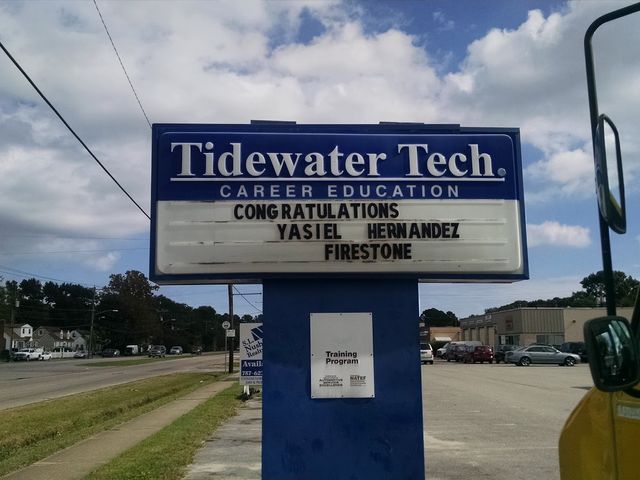 Tidewater Tech.
CAREER EDUCATION
CONGRATULATIONS
YASIEL HERNANDEZ
FIRESTONE
Training
Program